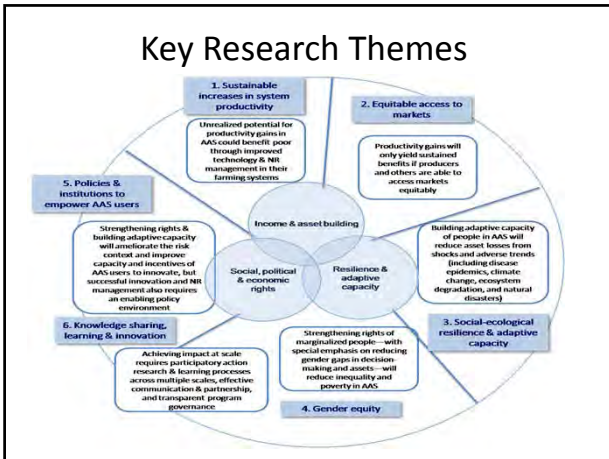 Key Research Themes
1. Sustainable
increases in system
productivity
Unrealized potential for
productivity gains in
AAS could benefit poor
through improved
technology & NR
management in their
farming systems
2. Equitable access to
markets
Productivity gains will
only yield sustained
benefits if producers
and others are able to
access markets
equitably
5. Policies &
institutions to
empower AAS users
Strengthening rights &
building adaptive capacity
will ameliorate the risk
context and improve
capacity and incentives of
AAS users to innovate, but
successful innovation and NR
management also requires
an enabling policy
environment
Income & asset building
Social, political
& economic
rights
Resilience &
adaptive
capacity
Building adaptive
capacity of people in AAS will
reduce asset losses from
shocks and adverse trends
(including disease
epidemics, climate
change, ecosystem
degradation, and natural
disasters)
3. Social-ecological
resilience & adaptive
capacity
6. Knowledge sharing,
learning & innovation
Achieving impact at scale
requires participatory action
research & learning processes
across multiple scales, effective
communication & partnership,
and transparent program
governance
Strengthening rights of
marginalized people—with
special emphasis on reducing
gender gaps in decision-
making and assets—will
reduce inequality and
poverty in AAS
4. Gender equity